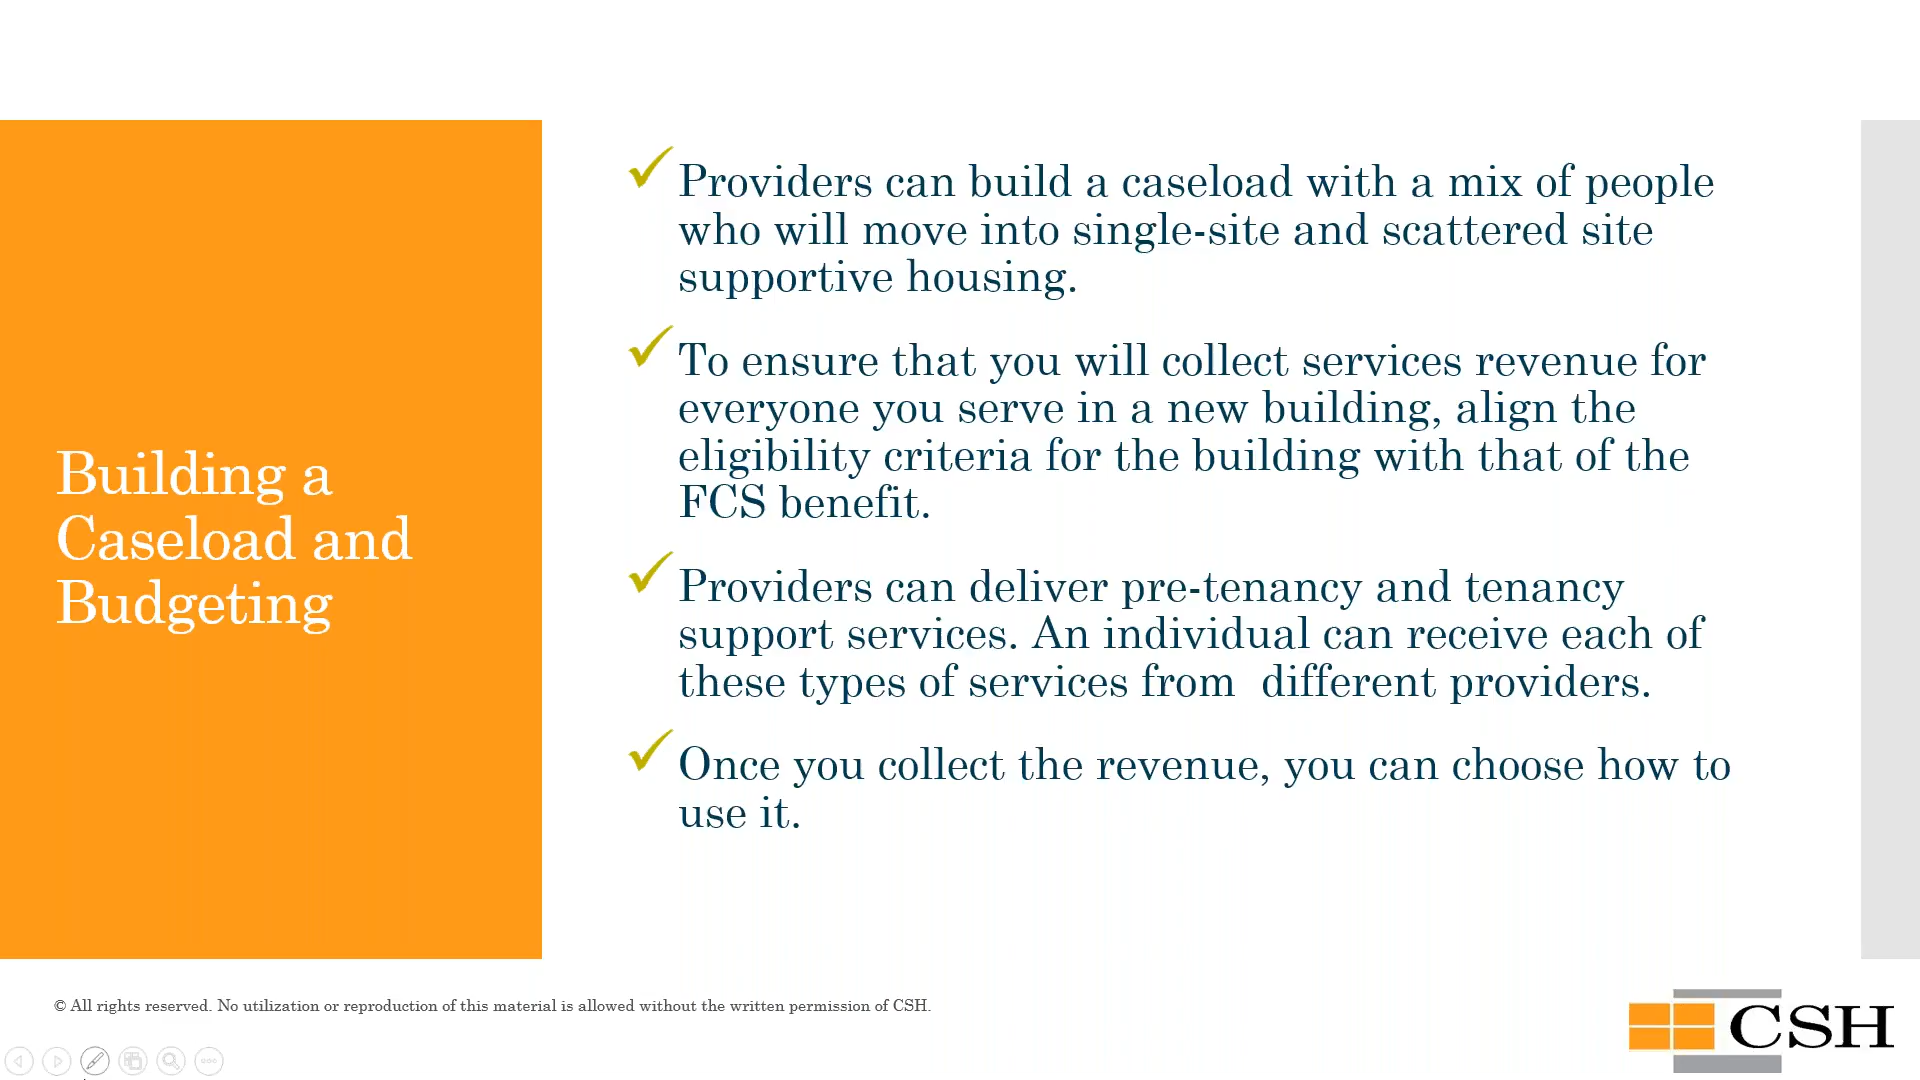 Building a
Caseload and
Budgeting
Providers can build a caseload with a mix of people
who will move into single-site and scattered site
supportive housing.
To ensure that you will collect services revenue for
everyone you serve in a new building, align the
eligibility criteria for the building with that of the
FCS benefit.
Providers can deliver pre-tenancy and tenancy
support services. An individual can receive each of
these types of services from  different providers.
Once you collect the revenue, you can choose how to
use it.
© All rights reserved. No utilization or reproduction of this material is allowed without the written permission of CSH.
CSH